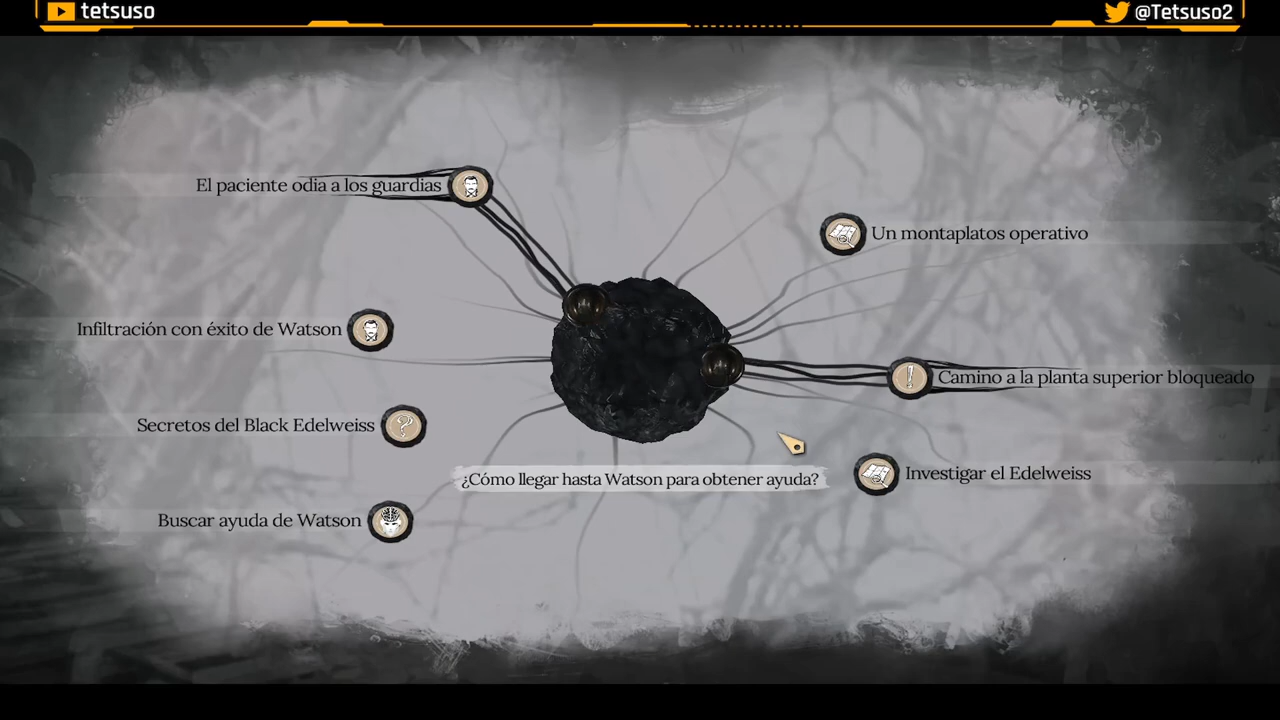 tetsuso
@Tetsuso2
El paciente odia a los guardias
Un montaplatos operativo
Infiltración con éxito de Watson
Camino a la planta superior bloqueado
Secretos del Black Edelweiss
¿Cómo llegar hasta Watson para obtener ayuda?
Investigar el Edelweiss
Buscar ayuda de Watson